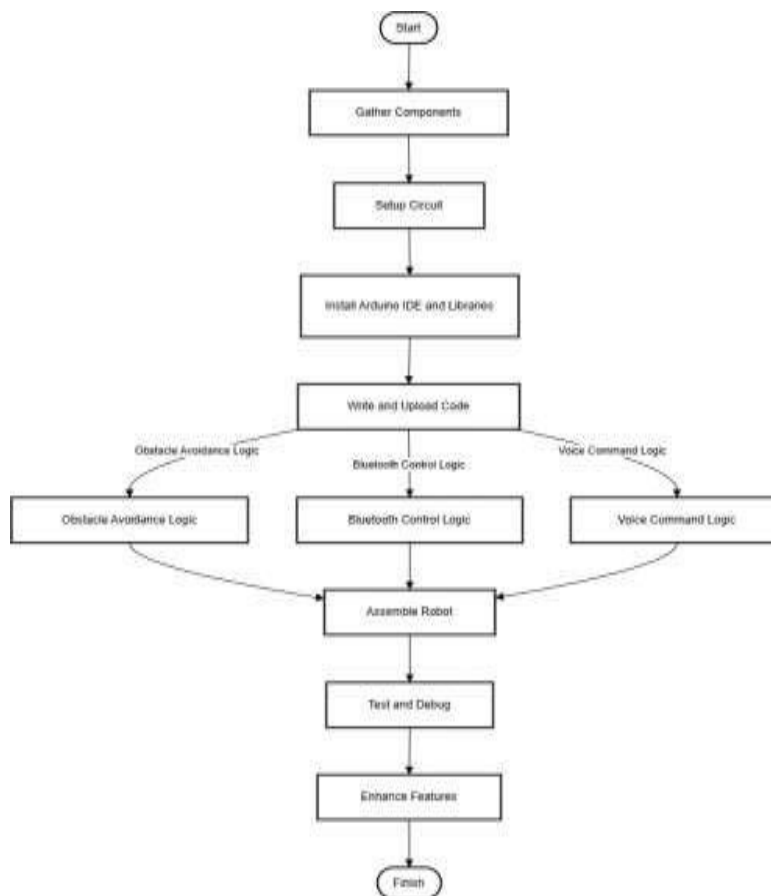 Start
Gather Components
Setup Circuit
Install Arduino IDE and Libraries
Write and Upload Code
Obstacle Avoidance Logic
Bluetooth Control Logic
Voice Command Logic
Obstacle Avoidance Logic
Bluetooth Control Logic
Voice Command Logic
Assemble Robot
Test and Debug
Enhance Features
Finish